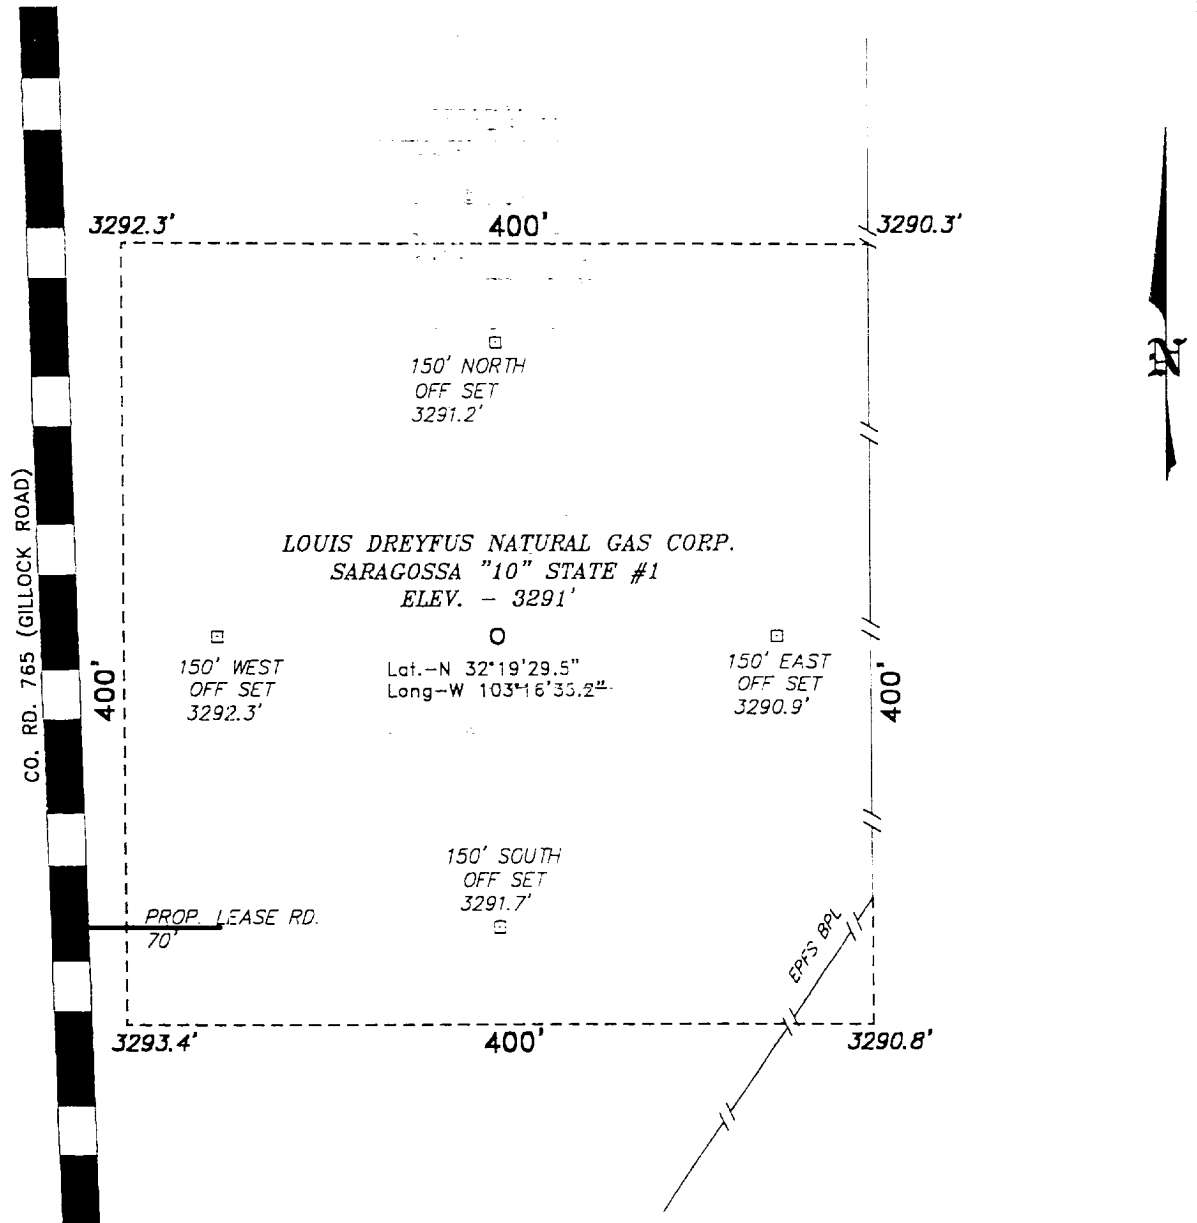 3292.3'
400'
3290.3'
150' NORTH
OFF SET
3291.2'
CO. RD. 765 (GILLOCK ROAD)
LOUIS DREYFUS NATURAL GAS CORP.
SARAGOSSA "10" STATE #1
ELEV. - 3291'
150' WEST
OFF SET
3292.3'
400'
Lat.-N 32°19'29.5"
Long-W 103°16'
150' EAST
OFF SET
3290.9'
400'
150' SOUTH
OFF SET
3291.7'
PROP. LEASE RD.
70'
EPFS BPL
3293.4'
400'
3290.8'